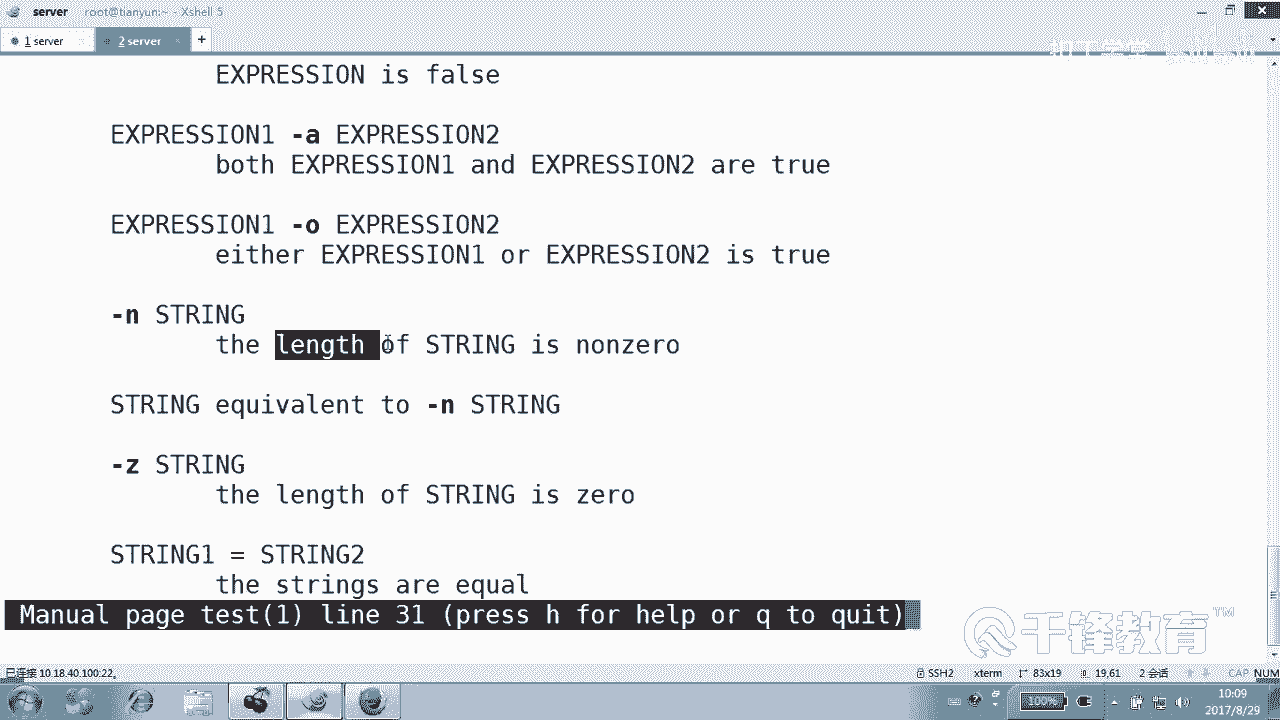 server root@tianyun:~ - Xshell 5
1 server 2 server +
EXPRESSION is false
EXPRESSION1 -a EXPRESSION2
both EXPRESSION1 and EXPRESSION2 are true
EXPRESSION1 -o EXPRESSION2
either EXPRESSION1 or EXPRESSION2 is true
-n STRING
the length of STRING is nonzero
STRING equivalent to -n STRING
-z STRING
the length of STRING is zero
STRING1 = STRING2
the strings are equal
Manual page test(1) line 31 (press h for help or q to quit)
千锋教育™
已连接 10.18.40.100:22。 SSH2 xterm 83x19 19,61 2 会话 CAP NUM
100% 10:09
2017/8/29